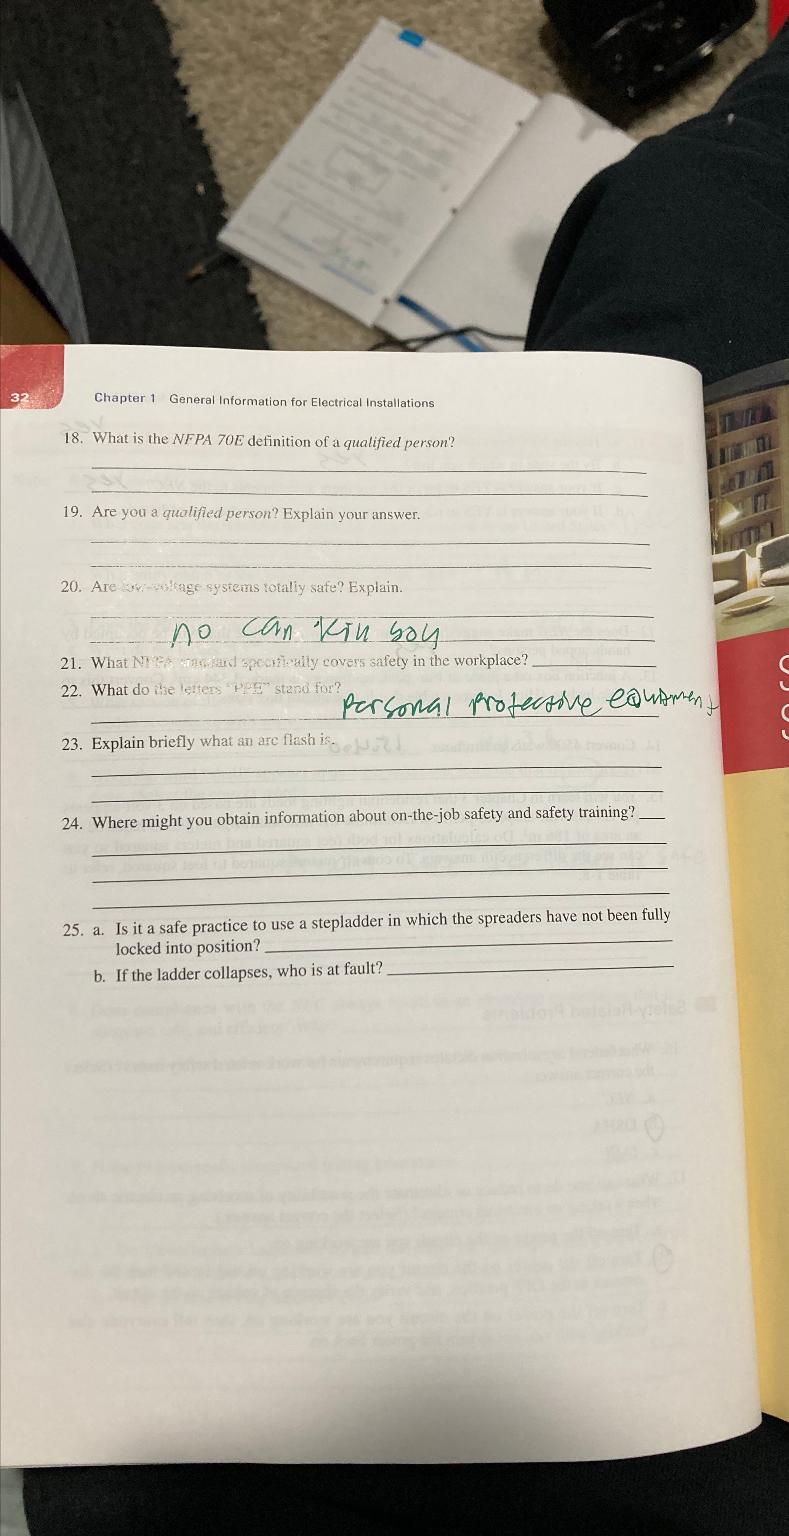 32
Chapter 1 General Information for Electrical Installations
18. What is the NFPA 70E definition of a qualified person?
19. Are you a qualified person? Explain your answer.
20. Are low-voltage systems totally safe? Explain.
no can kill boy
21. What NFPA standard specifically covers safety in the workplace?
22. What do the letters "PPE" stand for?
Personal Protective
23. Explain briefly what an arc flash is.
24. Where might you obtain information about on-the-job safety and safety training?
25. a. Is it a safe practice to use a stepladder in which the spreaders have not been fully
locked into position?
b. If the ladder collapses, who is at fault?